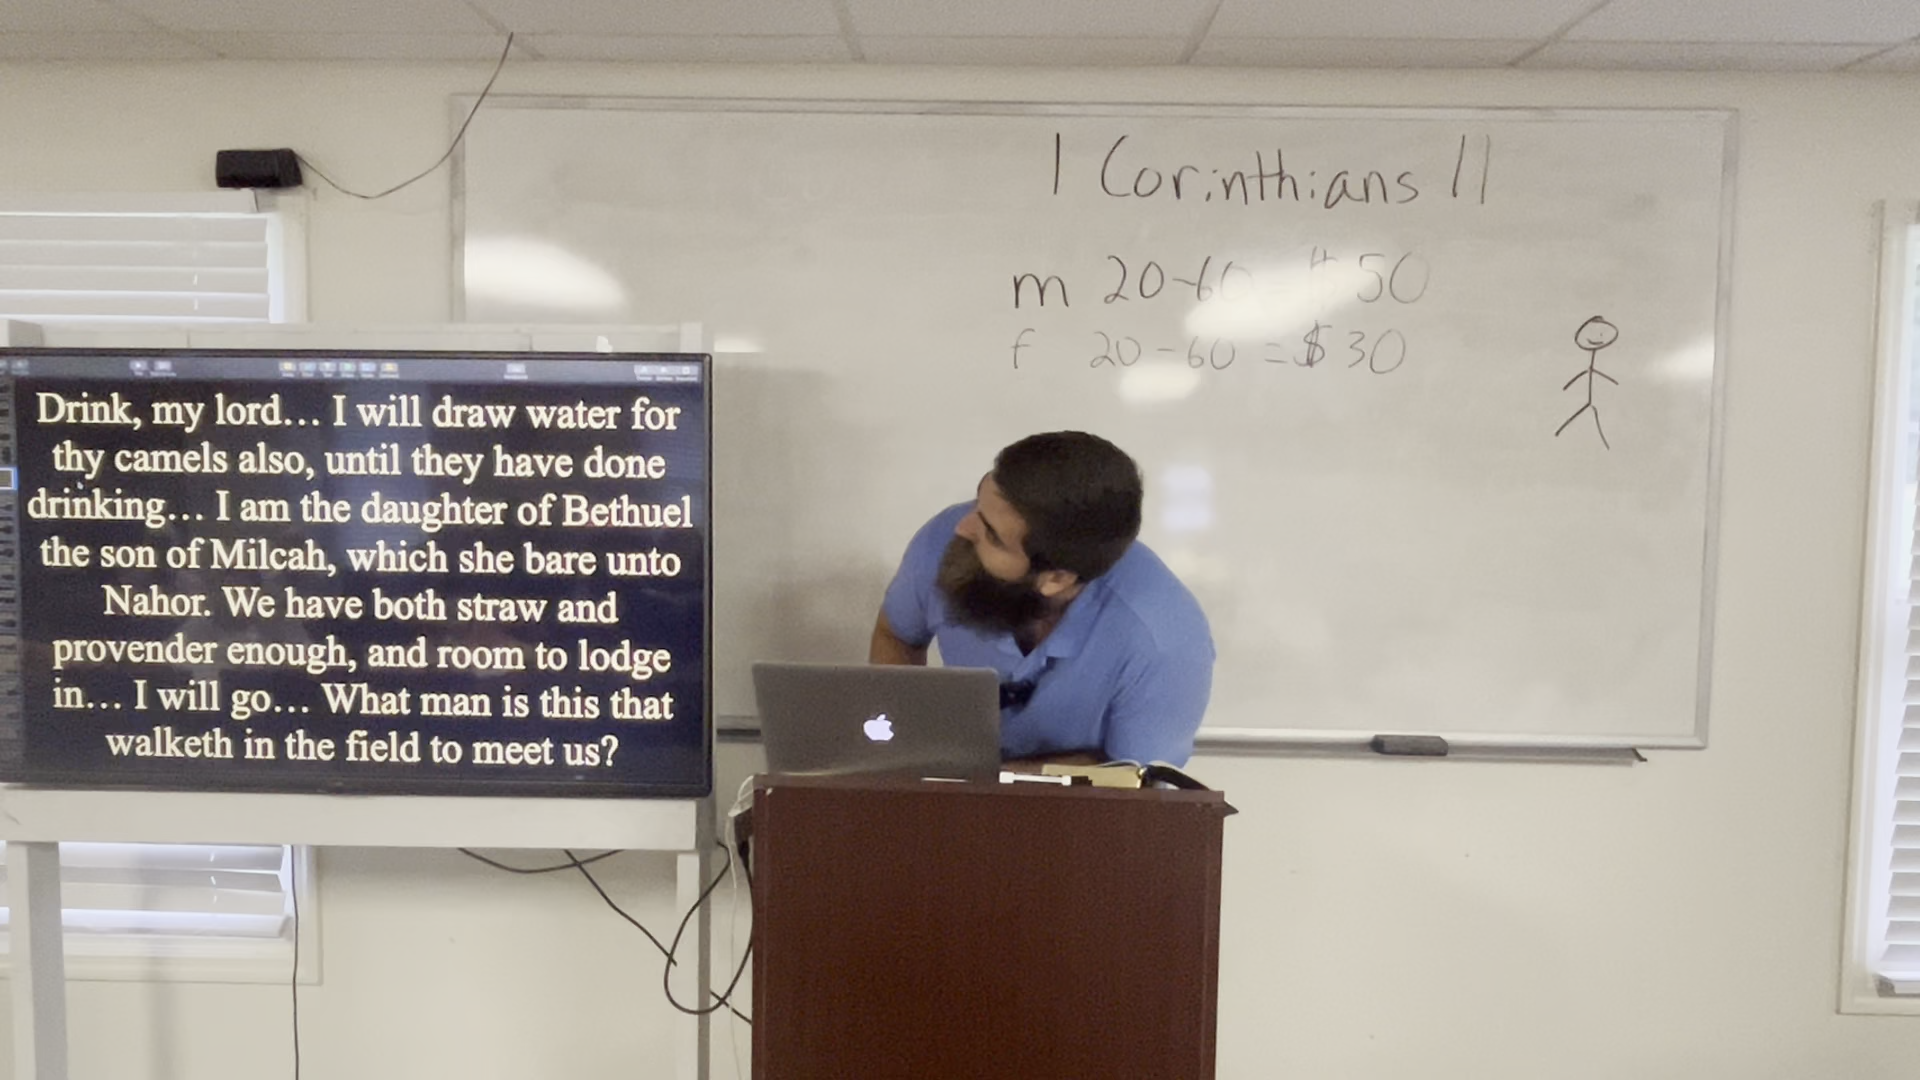 1 Corinthians 11
m 20-60 $50
f 20-60 = $30
Drink, my lord… I will draw water for
thy camels also, until they have done
drinking… I am the daughter of Bethuel
the son of Milcah, which she bare unto
Nahor. We have both straw and
provender enough, and room to lodge
in… I will go… What man is this that
walketh in the field to meet us?